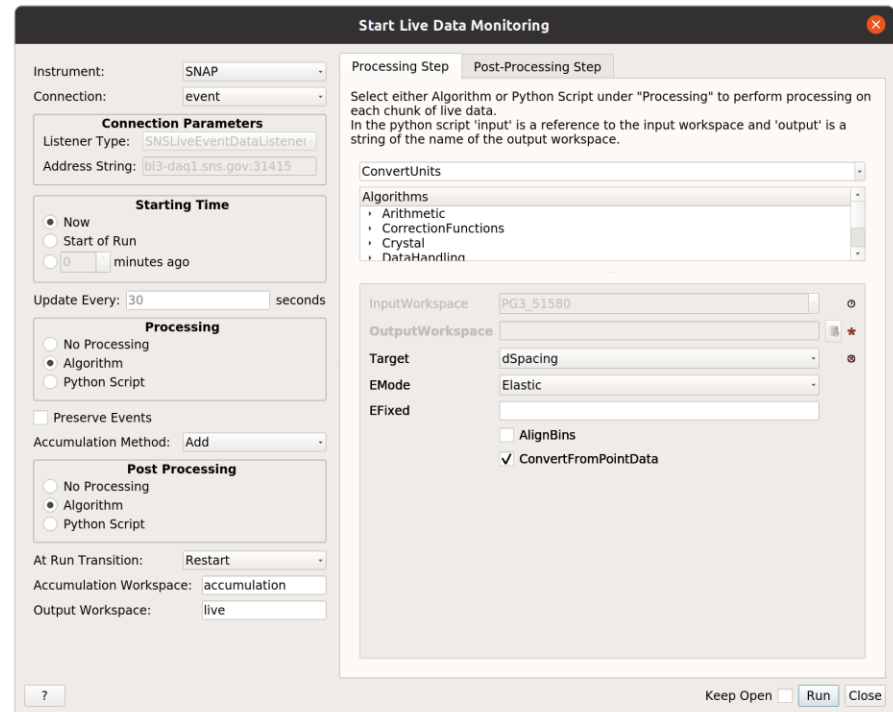 Start Live Data Monitoring
Instrument: SNAP
Connection: event
Connection Parameters
Listener Type: SNSLiveEventDataListener
Address String: bl3-daq1.sns.gov:31415
Starting Time
Now
Start of Run
0 minutes ago
Update Every: 30 seconds
Processing
No Processing
Algorithm
Python Script
Preserve Events
Accumulation Method: Add
Post Processing
No Processing
Algorithm
Python Script
At Run Transition: Restart
Accumulation Workspace: accumulation
Output Workspace: live
?
Processing Step Post-Processing Step
Select either Algorithm or Python Script under "Processing" to perform processing on
each chunk of live data.
In the python script 'input' is a reference to the input workspace and 'output' is a
string of the name of the output workspace.
ConvertUnits
Algorithms
Arithmetic
CorrectionFunctions
Crystal
DataHandling
InputWorkspace PG3_51580
OutputWorkspace *
Target dSpacing
EMode Elastic
EFixed
AlignBins
ConvertFromPointData
Keep Open Run Close